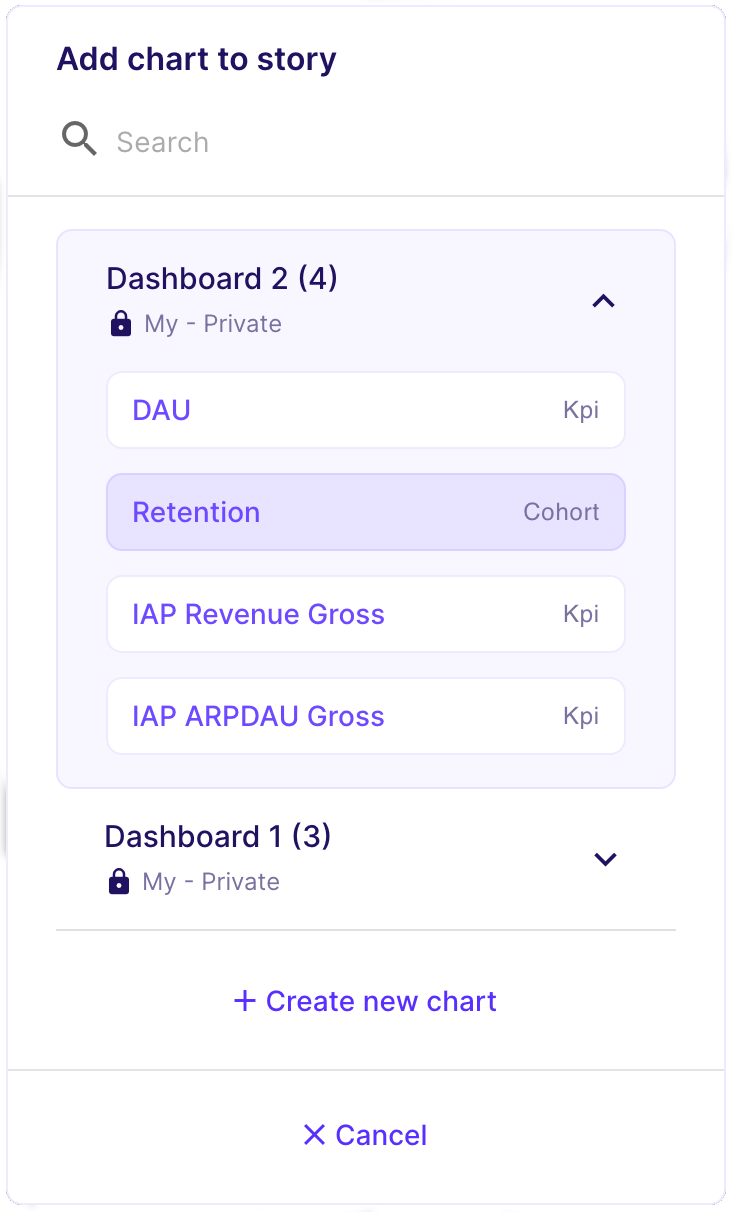 Add chart to story
Search
Dashboard 2 (4)
My - Private
DAU Kpi
Retention Cohort
IAP Revenue Gross Kpi
IAP ARPDAU Gross Kpi
Dashboard 1 (3)
My - Private
+ Create new chart
Cancel